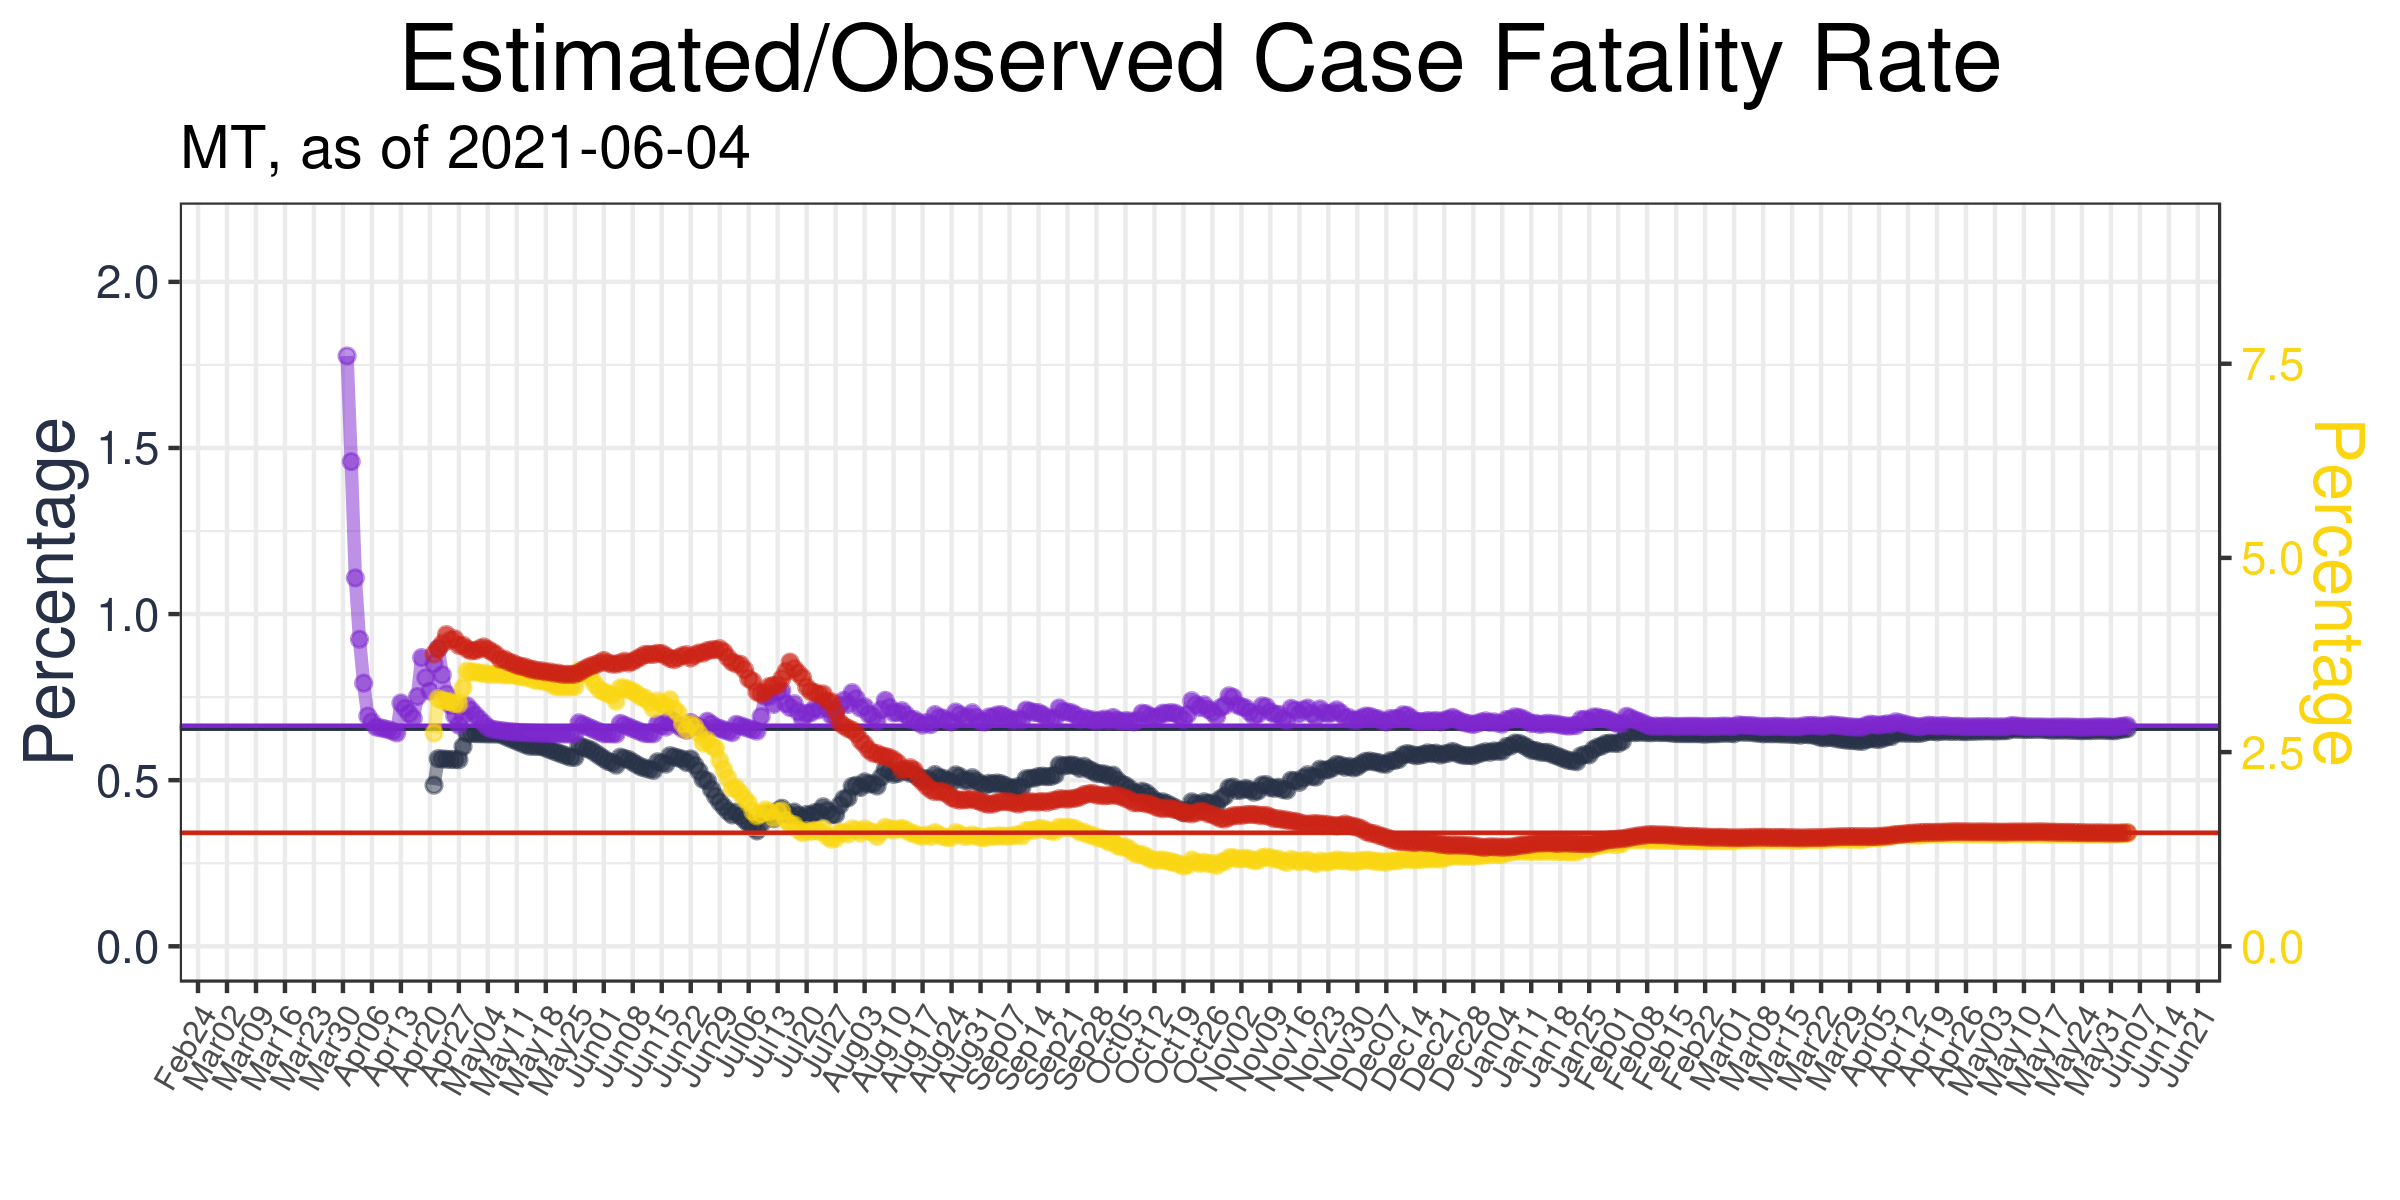 Estimated/Observed Case Fatality Rate
MT, as of 2021-06-04
Percentage
2.0
1.5
1.0
0.5
0.0
7.5
5.0
2.5
0.0
Percentage
Feb24
Mar02
Mar09
Mar16
Mar23
Mar30
Apr06
Apr13
Apr20
Apr27
May04
May11
May18
May25
Jun01
Jun08
Jun15
Jun22
Jun29
Jul06
Jul13
Jul20
Jul27
Aug03
Aug10
Aug17
Aug24
Aug31
Sep07
Sep14
Sep21
Sep28
Oct05
Oct12
Oct19
Oct26
Nov02
Nov09
Nov16
Nov23
Nov30
Dec07
Dec14
Dec21
Dec28
Jan04
Jan11
Jan18
Jan25
Feb01
Feb08
Feb15
Feb22
Mar01
Mar08
Mar15
Mar22
Mar29
Apr05
Apr12
Apr19
Apr26
May03
May10
May17
May24
May31
Jun07
Jun14
Jun21